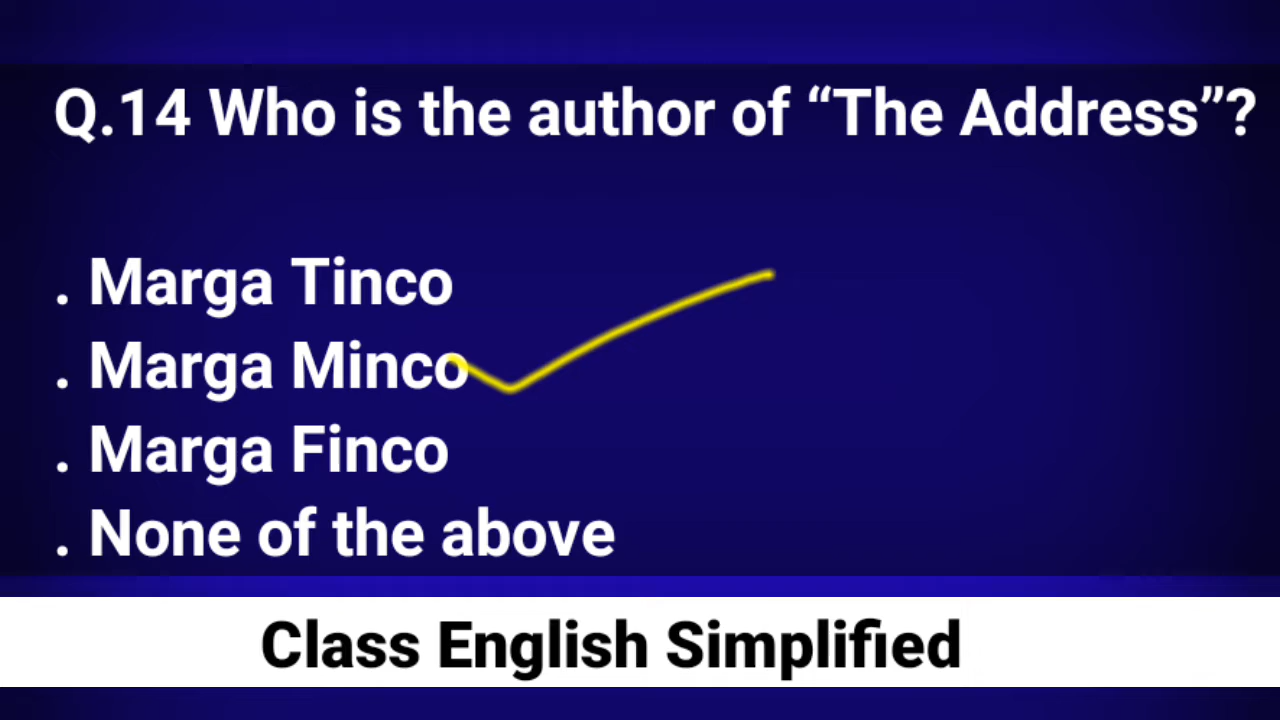 Q.14 Who is the author of “The Address”?
. Marga Tinco
. Marga Minco
. Marga Finco
. None of the above
Class English Simplified